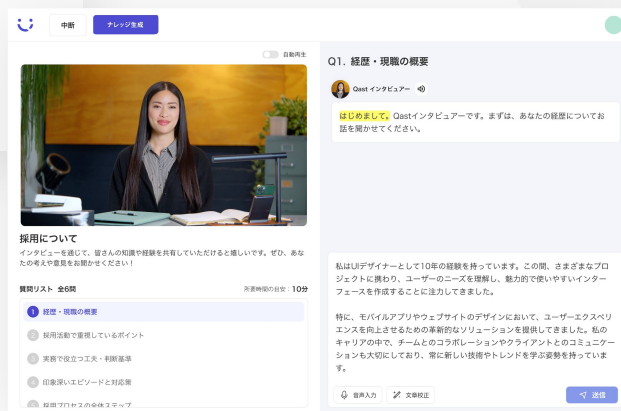 中断
ナレッジ生成
自動再生
採用について
インタビューを通じて、皆さんの知識や経験を共有していただけると嬉しいです。ぜひ、あな
たの考えや意見をお聞かせください！
質問リスト 全6問
所要時間の目安：10分
1 経歴・現職の概要
2 採用活動で重視しているポイント
3 実務で役立つ工夫・判断基準
4 印象深いエピソードと対応策
5 採用プロセスの全体ステップ
Q1. 経歴・現職の概要
Qast インタビュアー
はじめまして。Qastインタビュアーです。まずは、あなたの経歴についてお
話を聞かせてください。
私はUIデザイナーとして10年の経験を持っています。この間、さまざまなプロ
ジェクトに携わり、ユーザーのニーズを理解し、魅力的で使いやすいインター
フェースを作成することに注力してきました。
特に、モバイルアプリやウェブサイトのデザインにおいて、ユーザーエクスペリ
エンスを向上させるための革新的なソリューションを提供してきました。私の
キャリアの中で、チームとのコラボレーションやクライアントとのコミュニケー
ションも大切にしており、常に新しい技術やトレンドを学ぶ姿勢を持っていま
す。
音声入力
文章校正
送信